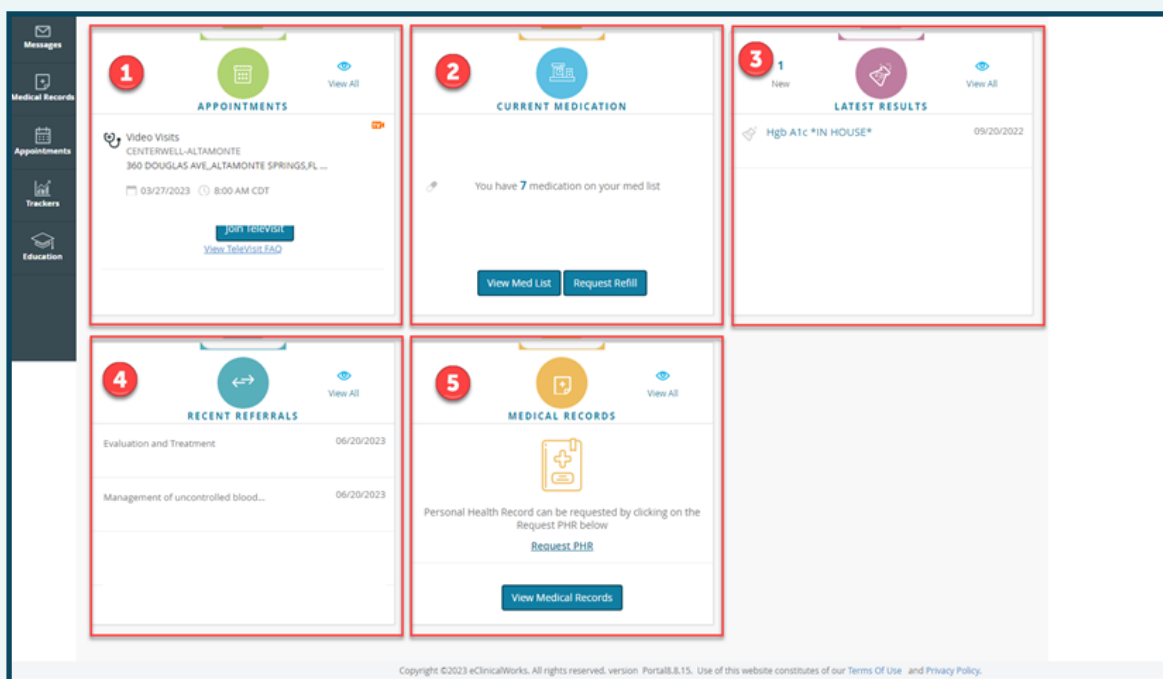 Messages
Medical Records
Appointments
Trackers
Education
1
View All
APPOINTMENTS
Video Visits
CENTERWELL-ALTAMONTE
360 DOUGLAS AVE,,ALTAMONTE SPRINGS,FL ...
03/27/2023 8:00 AM CDT
Join TeleVisit
View TeleVisit FAQ
2
View All
CURRENT MEDICATION
You have 7 medication on your med list
View Med List Request Refill
3
1
New
View All
LATEST RESULTS
Hgb A1c *IN HOUSE* 09/20/2022
4
View All
RECENT REFERRALS
Evaluation and Treatment 06/20/2023
Management of uncontrolled blood... 06/20/2023
5
View All
MEDICAL RECORDS
Personal Health Record can be requested by clicking on the
Request PHR below
Request PHR
View Medical Records
Copyright ©2023 eClinicalWorks. All rights reserved. version Portal8.8.15. Use of this website constitutes of our Terms Of Use and Privacy Policy.